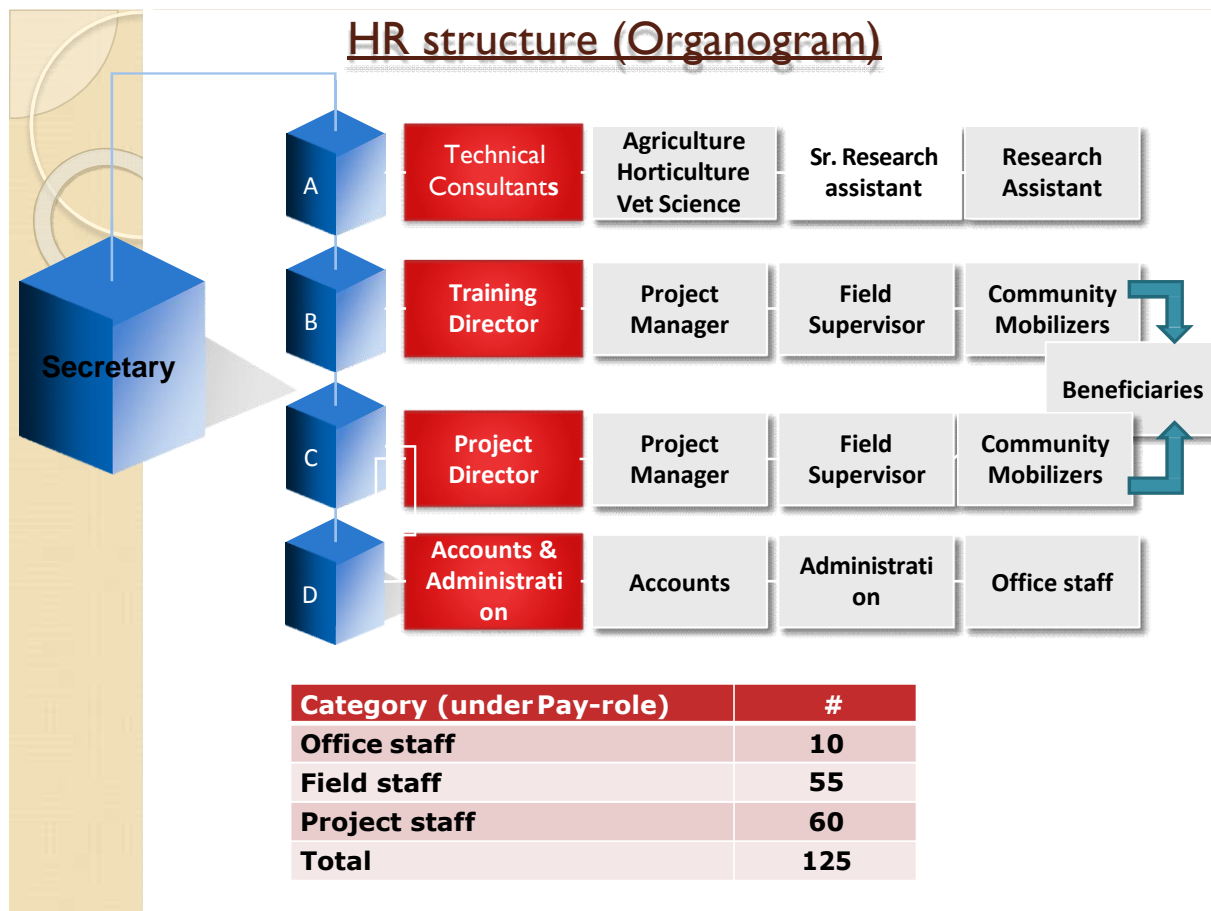 HR structure (Organogram)
Secretary
A
Technical
Consultants
Agriculture
Horticulture
Vet Science
Sr. Research
assistant
Research
Assistant
B
Training
Director
Project
Manager
Field
Supervisor
Community
Mobilizers
Beneficiaries
C
Project
Director
Project
Manager
Field
Supervisor
Community
Mobilizers
D
Accounts &
Administrati
on
Accounts
Administrati
on
Office staff
Category (under Pay-role) #
Office staff 10
Field staff 55
Project staff 60
Total 125